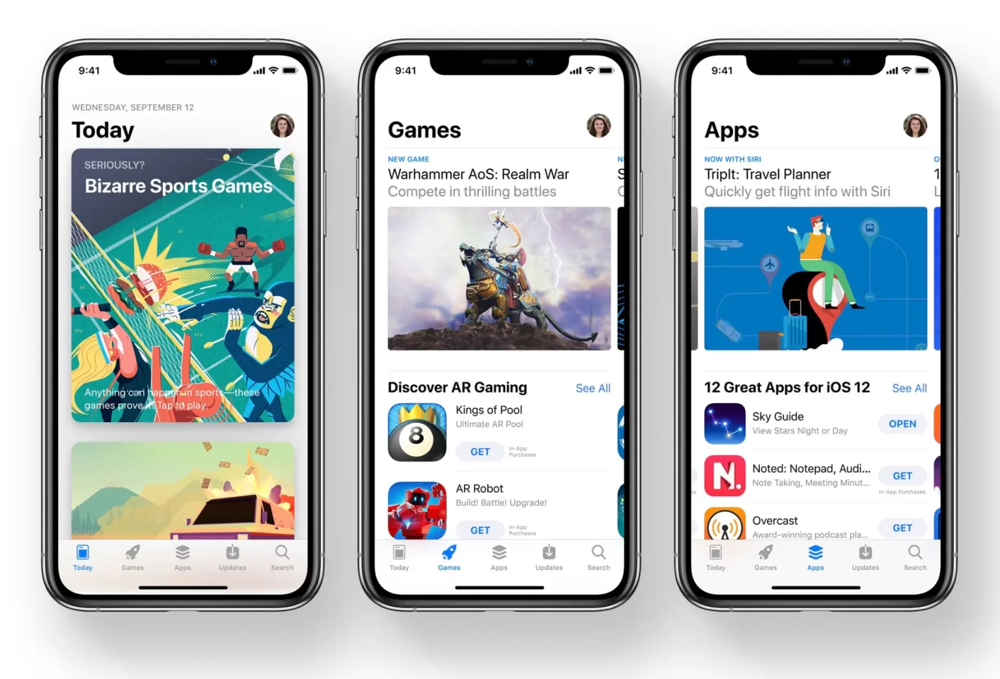 9:41
WEDNESDAY, SEPTEMBER 12
Today
SERIOUSLY?
Bizarre Sports Games
Anything can happen in sports—these
games prove it. Tap to play.
Today
Games
Apps
Updates
Search
9:41
Games
NEW GAME
Warhammer AoS: Realm War
Compete in thrilling battles
Discover AR Gaming
See All
8
Kings of Pool
Ultimate AR Pool
GET
In-App
Purchases
AR Robot
Build! Battle! Upgrade!
GET
In-App
Purchases
Today
Games
Apps
Updates
Search
9:41
Apps
NOW WITH SIRI
TripIt: Travel Planner
Quickly get flight info with Siri
12 Great Apps for iOS 12
See All
Sky Guide
View Stars Night or Day
OPEN
N.
Noted: Notepad, Audi...
Note Taking, Meeting Minut...
GET
In-App Purchases
Overcast
Award-winning podcast pla...
GET
Today
Games
Apps
Updates
Search